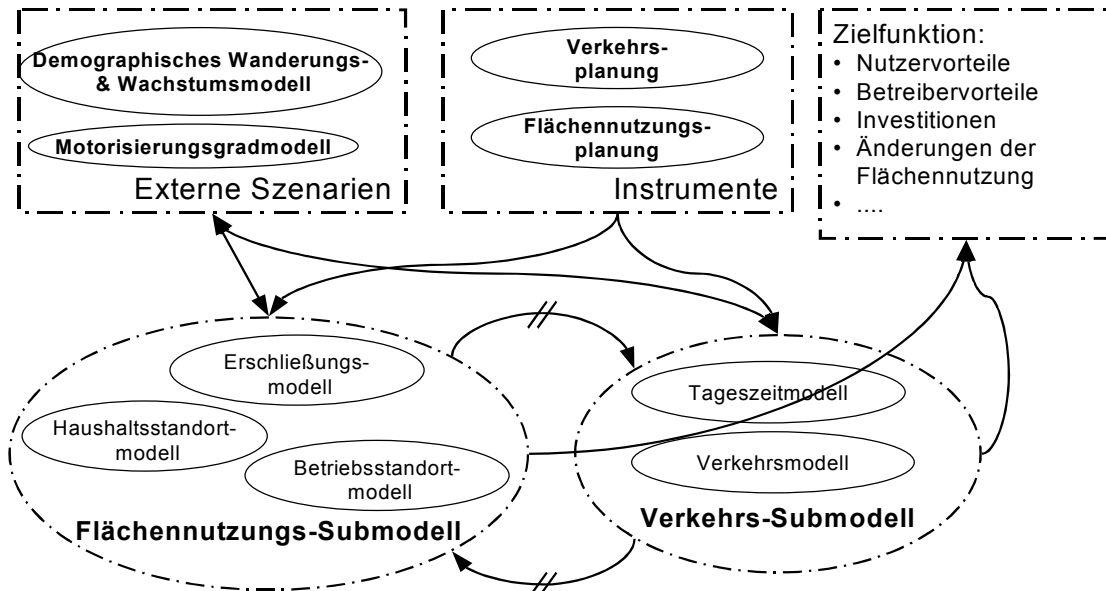 Demographisches Wanderungs-
& Wachstumsmodell
Motorisierungsgradmodell
Externe Szenarien
Verkehrs-
planung
Flächennutzungs-
planung
Instrumente
Zielfunktion:
• Nutzervorteile
• Betreibervorteile
• Investitionen
• Änderungen der
Flächennutzung
• ....
Erschließungs-
modell
Haushaltsstandort-
modell
Betriebsstandort-
modell
Flächennutzungs-Submodell
Tageszeitmodell
Verkehrsmodell
Verkehrs-Submodell